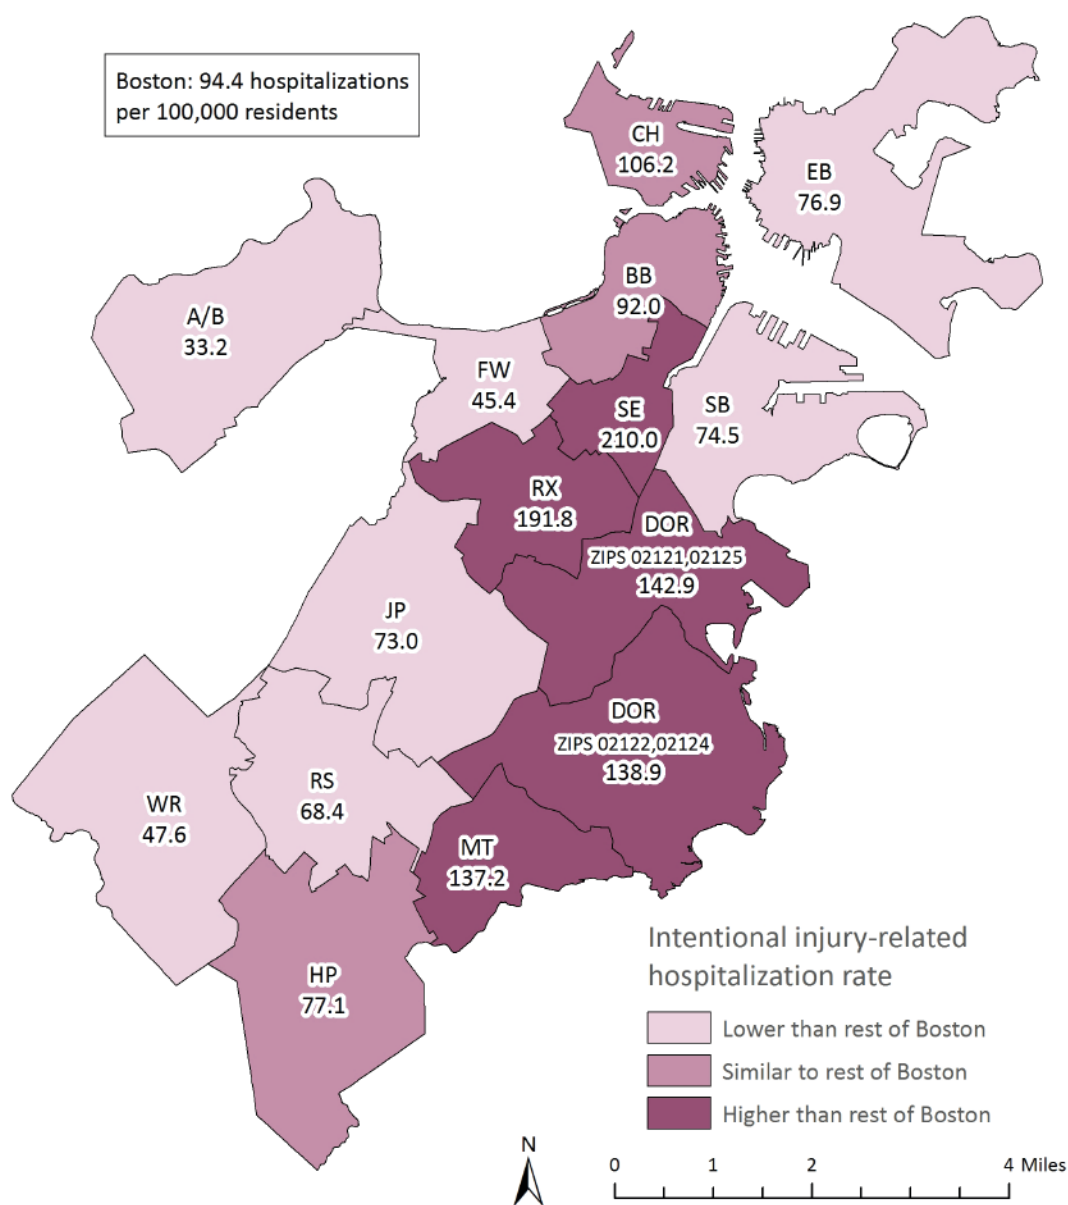 Boston: 94.4 hospitalizations
per 100,000 residents
CH
106.2
EB
76.9
BB
92.0
A/B
33.2
FW
45.4
SE
210.0
SB
74.5
RX
191.8
DOR
ZIPS 02121,02125
142.9
JP
73.0
DOR
ZIPS 02122,02124
138.9
RS
68.4
WR
47.6
MT
137.2
HP
77.1
Intentional injury-related
hospitalization rate
Lower than rest of Boston
Similar to rest of Boston
Higher than rest of Boston
N
0 1 2 4 Miles